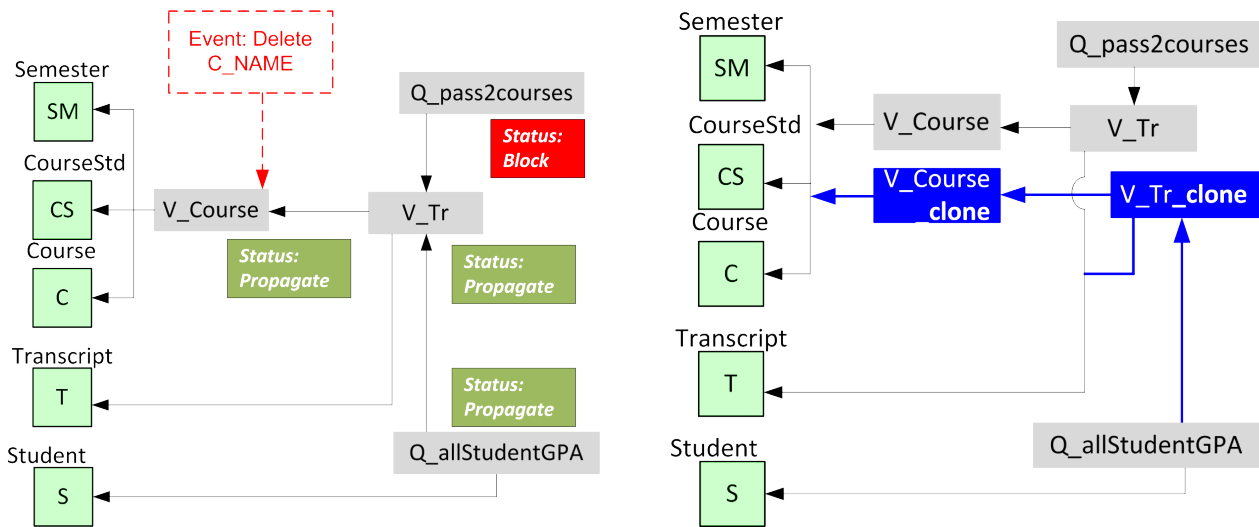 Event: Delete
C_NAME
Semester
SM
Q_pass2courses
Status:
Block
CourseStd
CS
V_Course
V_Tr
Status:
Propagate
Status:
Propagate
Course
C
Transcript
T
Status:
Propagate
Student
S
Q_allStudentGPA
Semester
SM
Q_pass2courses
V_Course
V_Tr
CourseStd
CS
V_Course
_clone
V_Tr_clone
Course
C
Transcript
T
Q_allStudentGPA
Student
S